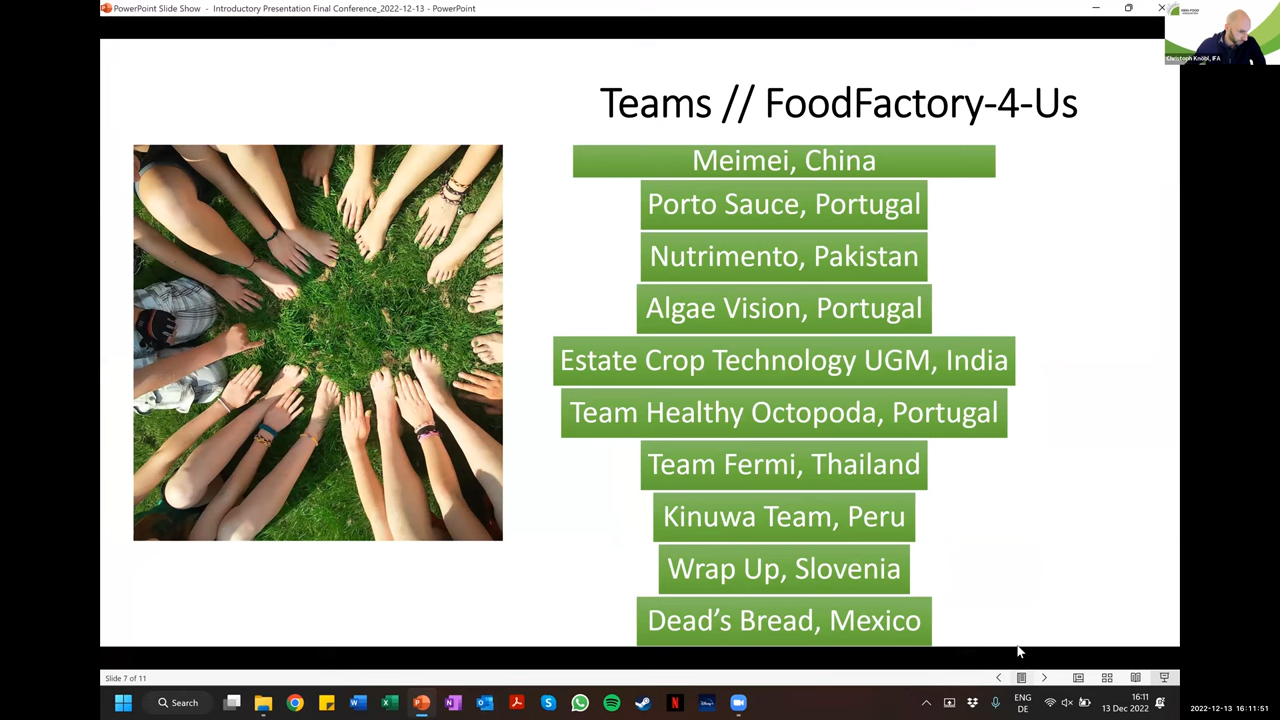 PowerPoint Slide Show - Introductory Presentation Final Conference_2022-12-13 - PowerPoint
Christoph Knöbl, IFA
Teams // FoodFactory-4-Us
Meimei, China
Porto Sauce, Portugal
Nutrimento, Pakistan
Algae Vision, Portugal
Estate Crop Technology UGM, India
Team Healthy Octopoda, Portugal
Team Fermi, Thailand
Kinuwa Team, Peru
Wrap Up, Slovenia
Dead's Bread, Mexico
Slide 7 of 11
Search
ENG
DE
16:11
13 Dec 2022
2022-12-13 16:11:51